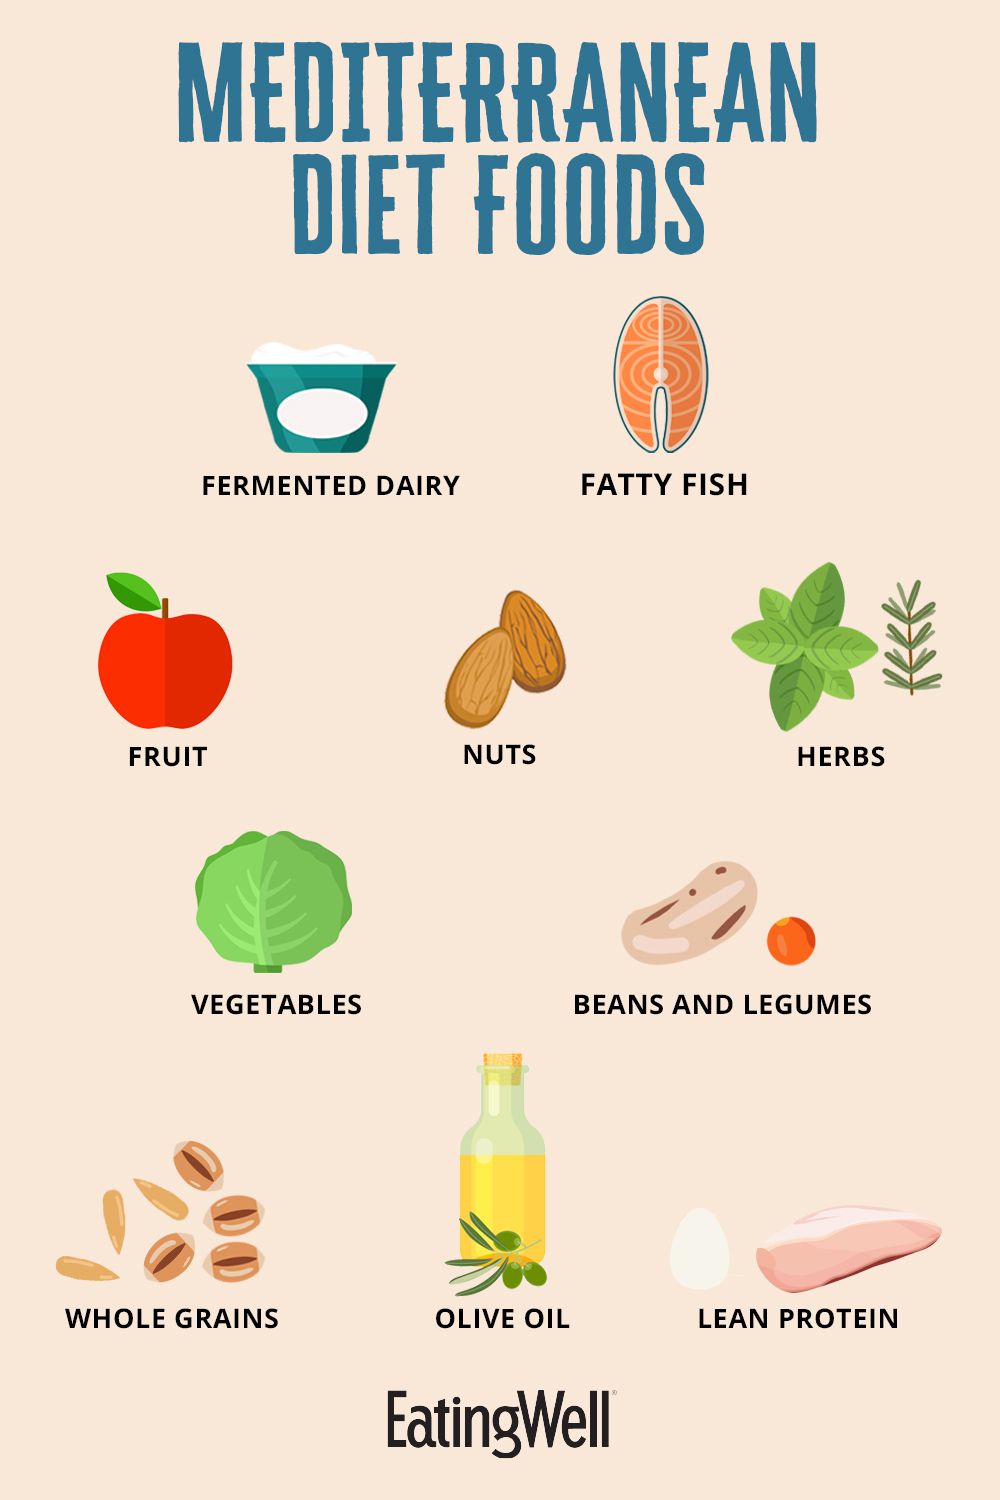 MEDITERRANEAN
DIET FOODS
FERMENTED DAIRY
FATTY FISH
FRUIT
NUTS
HERBS
VEGETABLES
BEANS AND LEGUMES
WHOLE GRAINS
OLIVE OIL
LEAN PROTEIN
EatingWell®